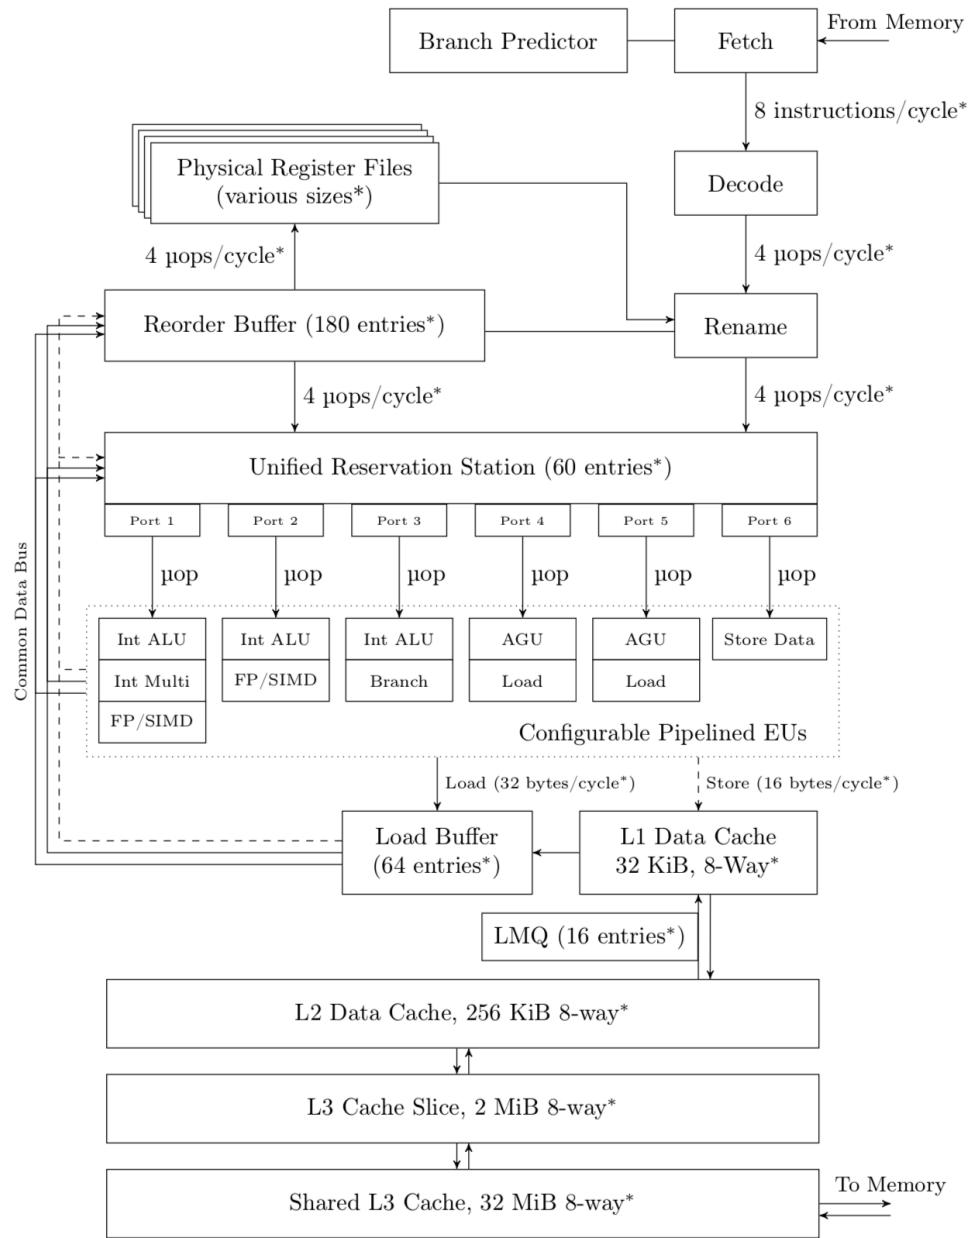 Branch Predictor
Fetch
From Memory
8 instructions/cycle*
Physical Register Files
(various sizes*)
Decode
4 µops/cycle*
4 µops/cycle*
Reorder Buffer (180 entries*)
Rename
4 µops/cycle*
4 µops/cycle*
Unified Reservation Station (60 entries*)
Port 1
Port 2
Port 3
Port 4
Port 5
Port 6
µop
µop
µop
µop
µop
µop
Common Data Bus
Int ALU
Int ALU
Int ALU
AGU
AGU
Store Data
Int Multi
FP/SIMD
Branch
Load
Load
FP/SIMD
Configurable Pipelined EUs
Load (32 bytes/cycle*)
Store (16 bytes/cycle*)
Load Buffer
(64 entries*)
L1 Data Cache
32 KiB, 8-Way*
LMQ (16 entries*)
L2 Data Cache, 256 KiB 8-way*
L3 Cache Slice, 2 MiB 8-way*
Shared L3 Cache, 32 MiB 8-way*
To Memory